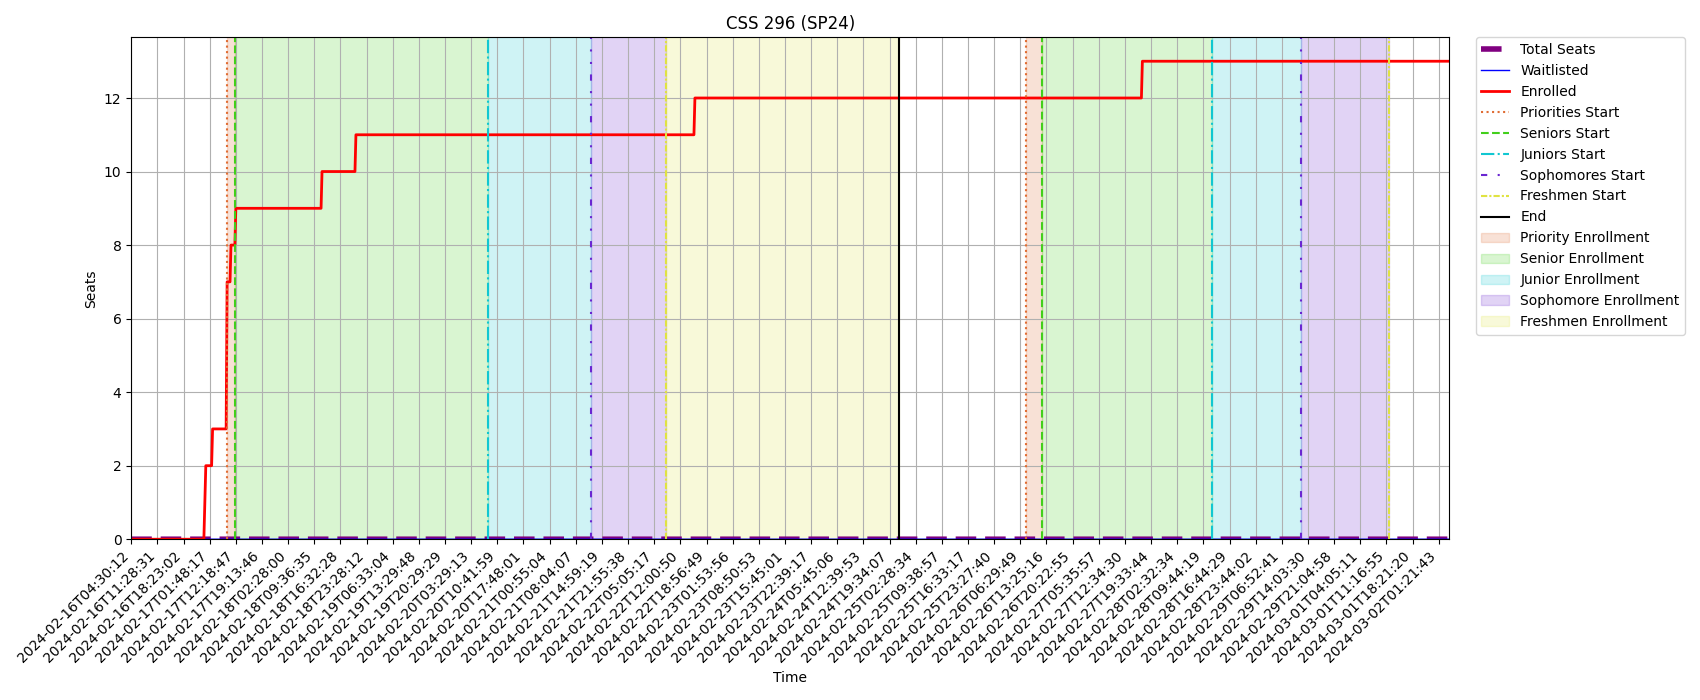 CSS 296 (SP24)
Seats
12
10
8
6
4
2
0
2024-02-16T04:30:12
2024-02-16T11:28:31
2024-02-16T18:23:02
2024-02-17T01:48:17
2024-02-17T12:18:47
2024-02-17T19:13:46
2024-02-18T02:28:00
2024-02-18T09:36:35
2024-02-18T16:32:28
2024-02-18T23:28:12
2024-02-19T06:33:04
2024-02-19T13:29:48
2024-02-19T20:29:29
2024-02-20T03:29:13
2024-02-20T10:41:59
2024-02-20T17:48:01
2024-02-21T00:55:04
2024-02-21T08:04:07
2024-02-21T14:59:19
2024-02-21T21:55:38
2024-02-22T05:05:17
2024-02-22T12:00:50
2024-02-22T18:56:49
2024-02-23T01:53:56
2024-02-23T08:50:53
2024-02-23T15:45:01
2024-02-23T22:39:17
2024-02-24T05:45:06
2024-02-24T12:39:53
2024-02-24T19:34:07
2024-02-25T02:28:34
2024-02-25T09:38:57
2024-02-25T16:33:17
2024-02-25T23:27:40
2024-02-26T06:29:49
2024-02-26T13:25:16
2024-02-26T20:22:55
2024-02-27T05:35:57
2024-02-27T12:34:30
2024-02-27T19:33:44
2024-02-28T02:32:34
2024-02-28T09:44:19
2024-02-28T16:44:29
2024-02-28T23:44:02
2024-02-29T06:52:41
2024-02-29T14:03:30
2024-02-29T21:04:58
2024-03-01T04:05:11
2024-03-01T11:16:55
2024-03-01T18:21:20
2024-03-02T01:21:43
Time
Total Seats
Waitlisted
Enrolled
Priorities Start
Seniors Start
Juniors Start
Sophomores Start
Freshmen Start
End
Priority Enrollment
Senior Enrollment
Junior Enrollment
Sophomore Enrollment
Freshmen Enrollment